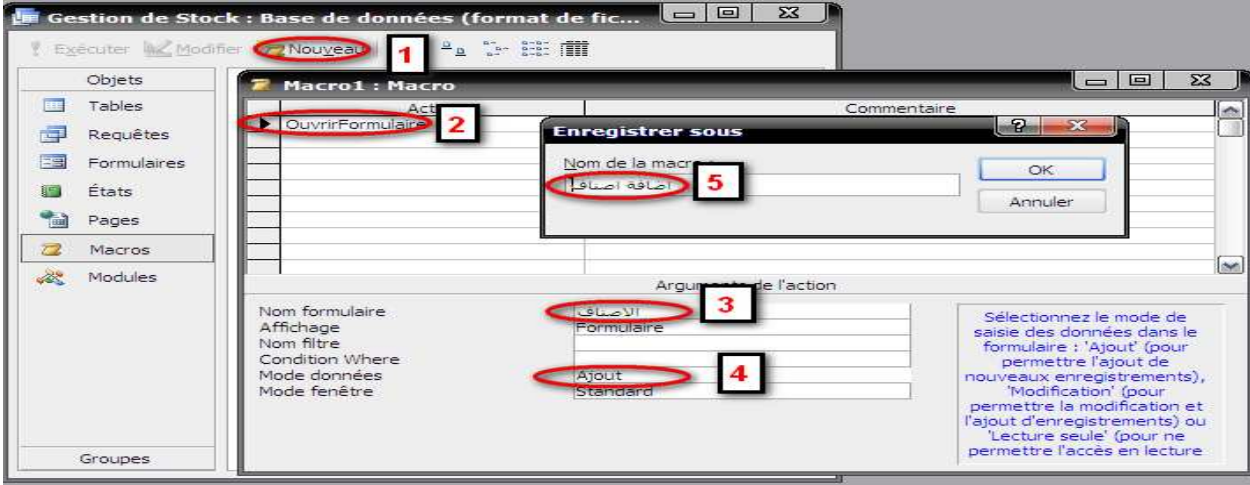 Gestion de Stock : Base de données (format de fic...
Exécuter Modifier Nouveau
1
Objets
Tables
Requêtes
Formulaires
États
Pages
Macros
Modules
Groupes
Macro1 : Macro
Commentaire
OuvrirFormulaire
2
Enregistrer sous
Nom de la macro :
اضافة اصناف
5
OK
Annuler
Arguments de l'action
3
Nom formulaire الاصناف
Affichage Formulaire
Nom filtre
Condition Where
Mode données Ajout
4
Mode fenêtre Standard
Sélectionnez le mode de
saisie des données dans le
formulaire : 'Ajout' (pour
permettre l'ajout de
nouveaux enregistrements),
'Modification' (pour
permettre la modification et
l'ajout d'enregistrements) ou
'Lecture seule' (pour ne
permettre l'accès en lecture